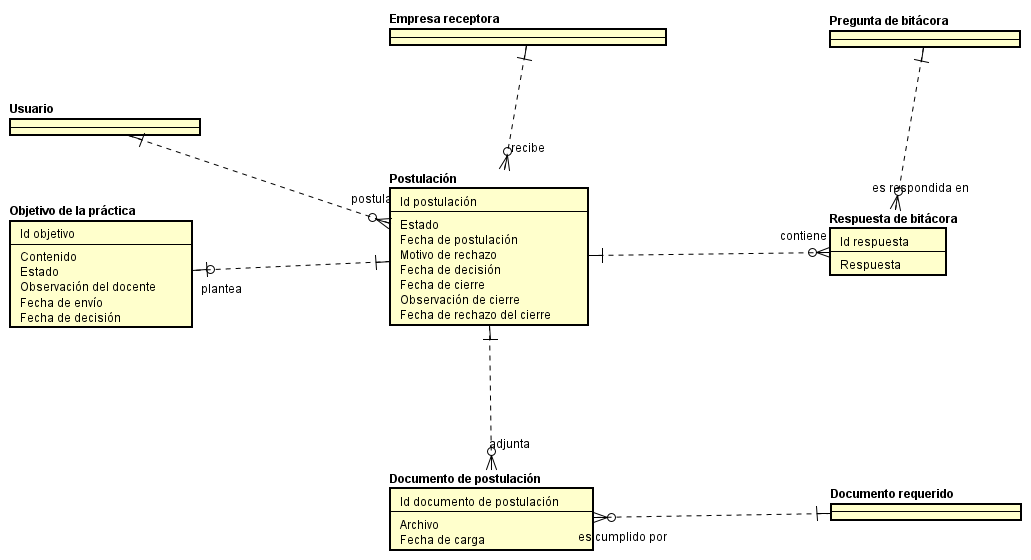 Empresa receptora
Pregunta de bitácora
Usuario
recibe
Postulación
es respondida en
postula
Id postulación
Objetivo de la práctica
Respuesta de bitácora
Estado
Id objetivo
contiene
Id respuesta
Fecha de postulación
Contenido
Motivo de rechazo
Respuesta
Estado
Fecha de decisión
Observación del docente
plantea
Fecha de cierre
Fecha de envío
Observación de cierre
Fecha de decisión
Fecha de rechazo del cierre
adjunta
Documento de postulación
Documento requerido
Id documento de postulación
Archivo
es cumplido por
Fecha de carga